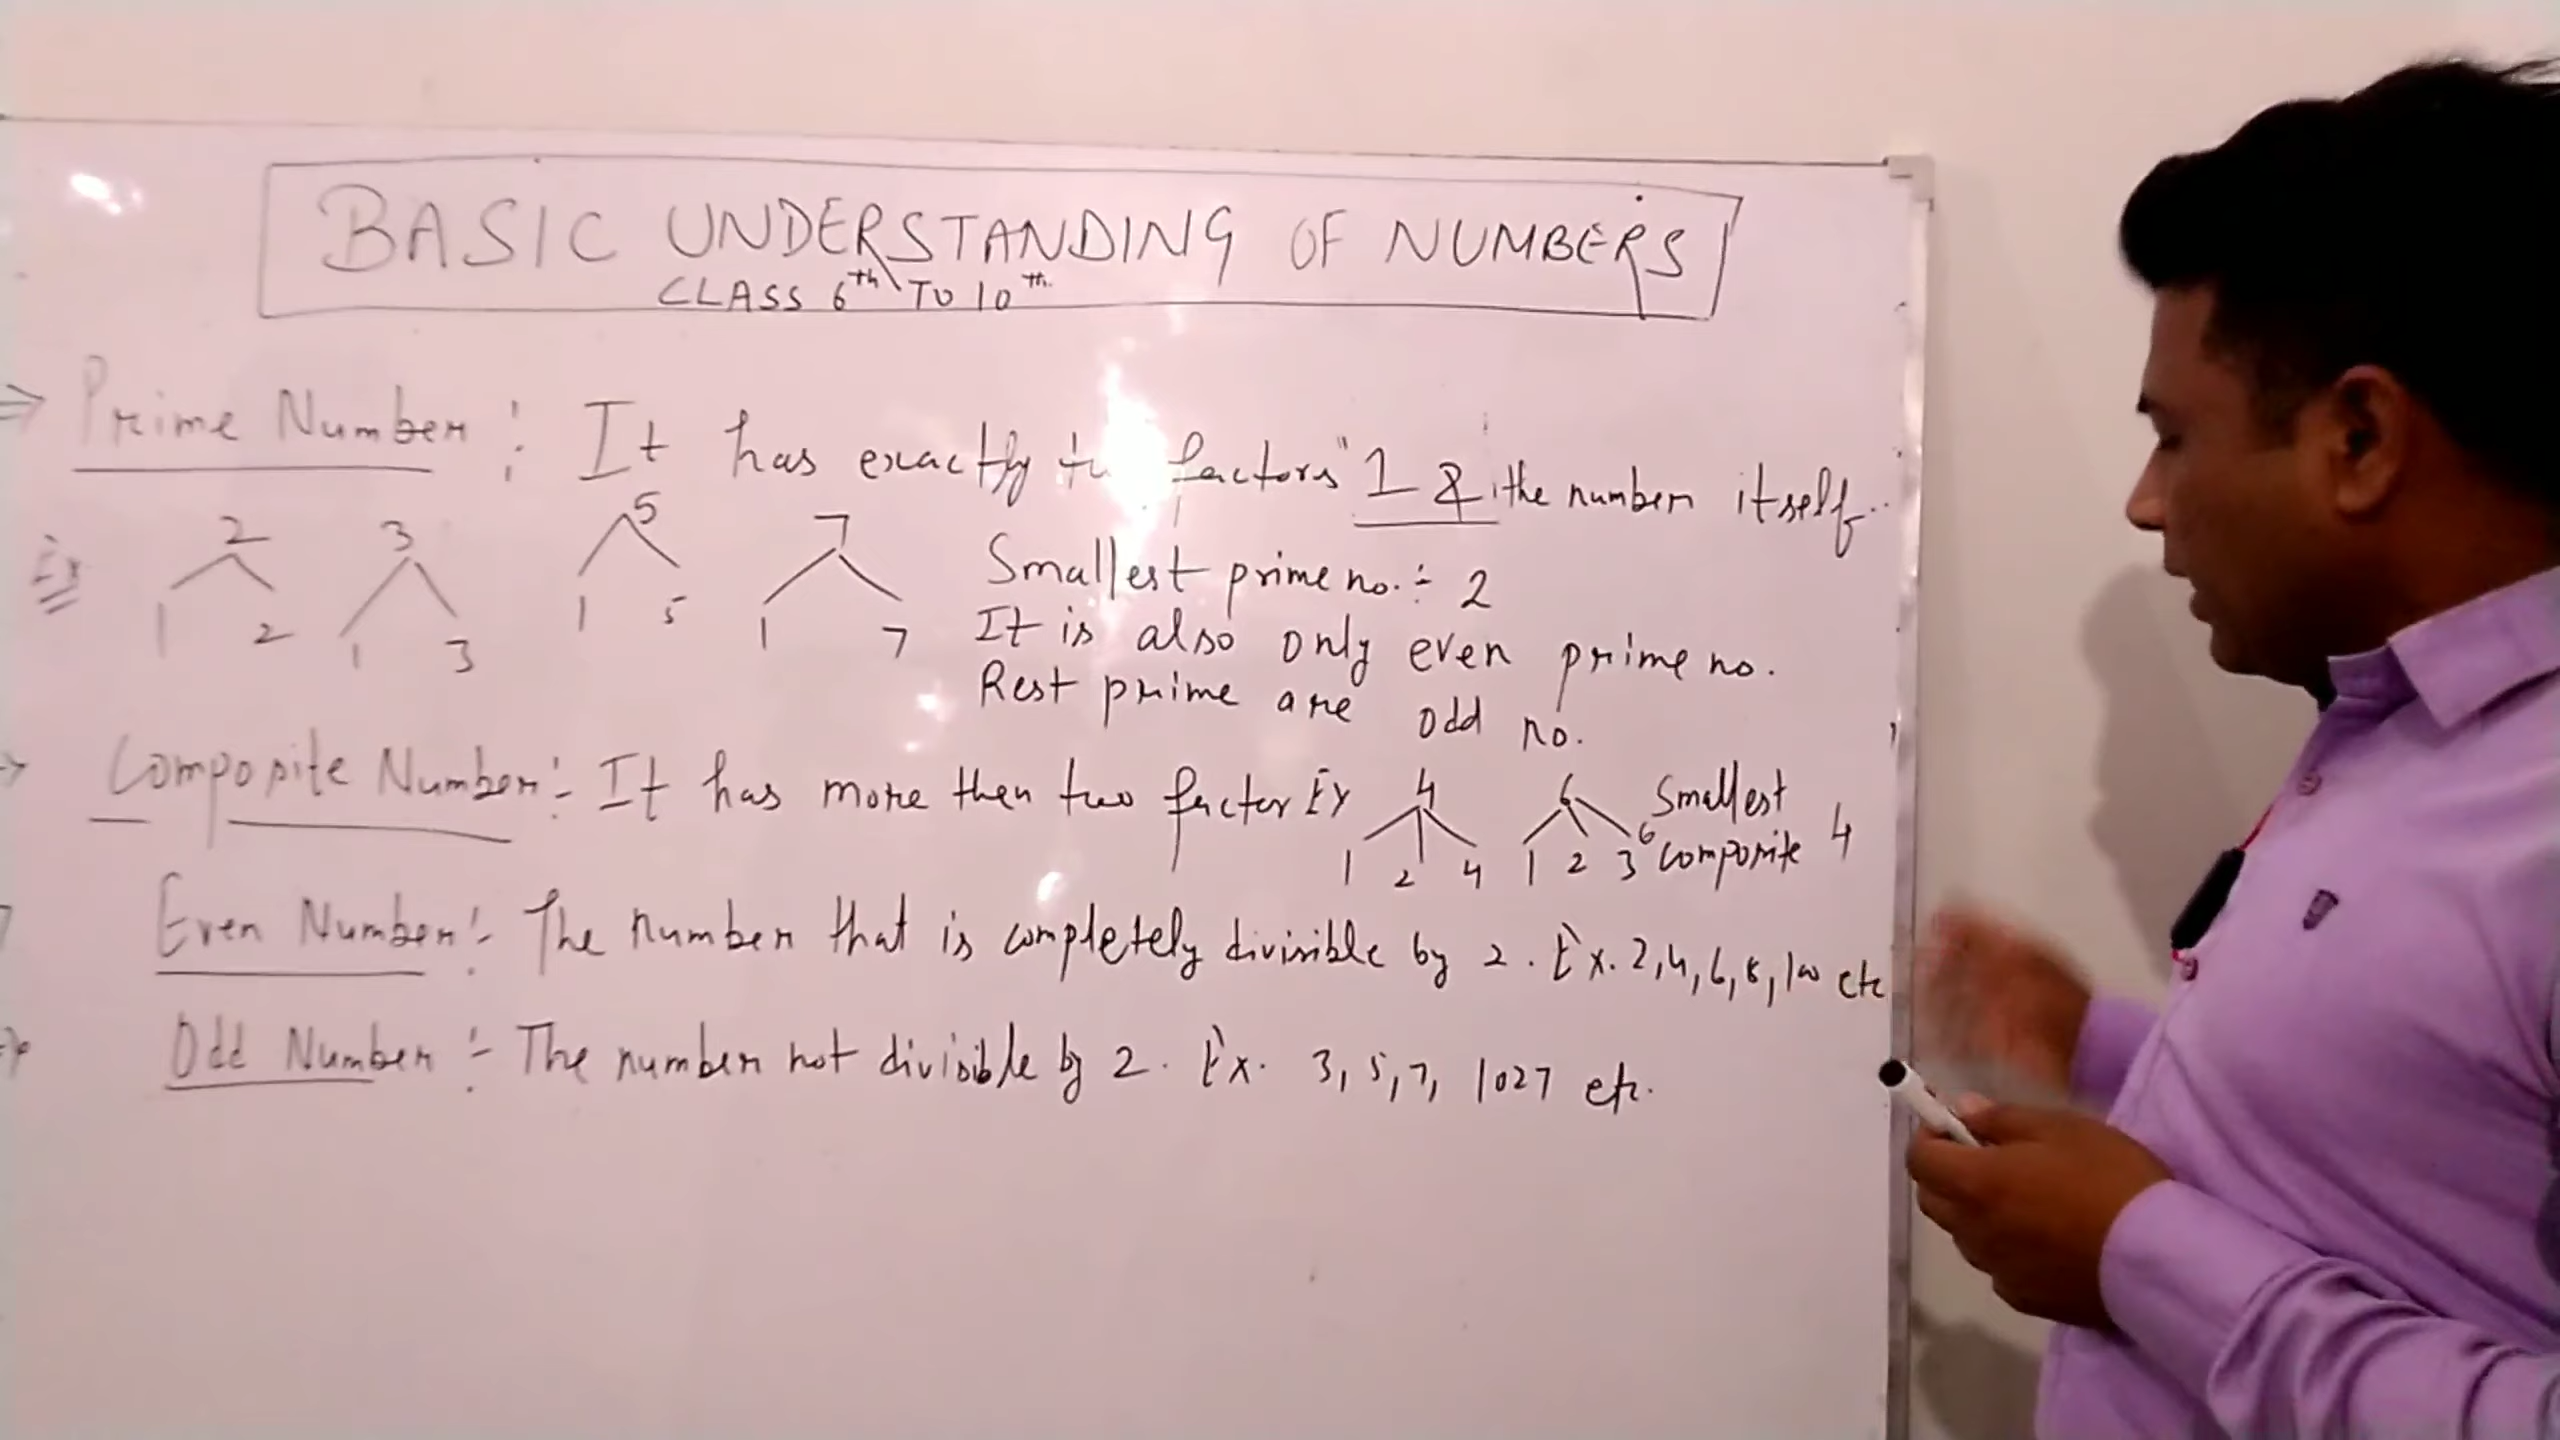 BASIC UNDERSTANDING OF NUMBERS
CLASS 6th TO 10th.
⇒ Prime Number :- It has exactly factors "1 & the number itself.
Ex 2 3 5 7
1 2 1 3 1 5 1 7
Smallest prime no. :- 2
It is also only even prime no.
Rest prime are odd no.
Composite Number :- It has more then two factor Ex 4 6 Smallest
1 2 4 1 2 3 6 composite 4
Even Number :- The number that is completely divisible by 2. Ex. 2, 4, 6, 8, 100 etc
Odd Number :- The number not divisible by 2. Ex. 3, 5, 7, 1027 etc.